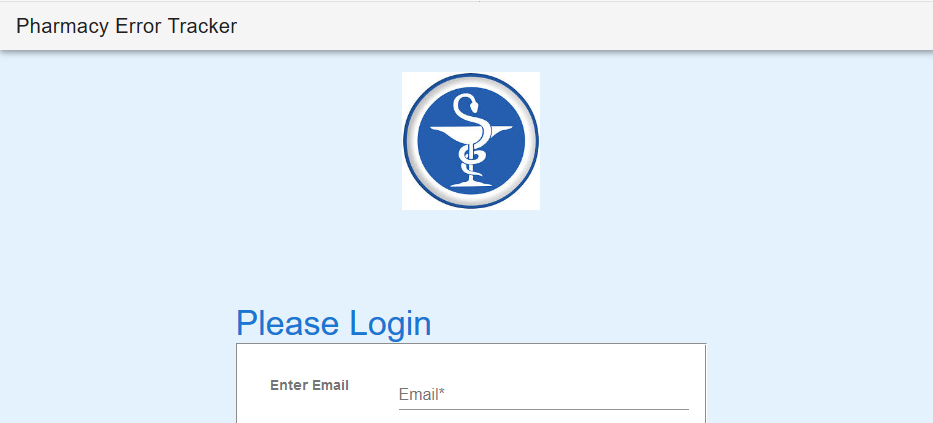 Pharmacy Error Tracker
Please Login
Enter Email
Email*